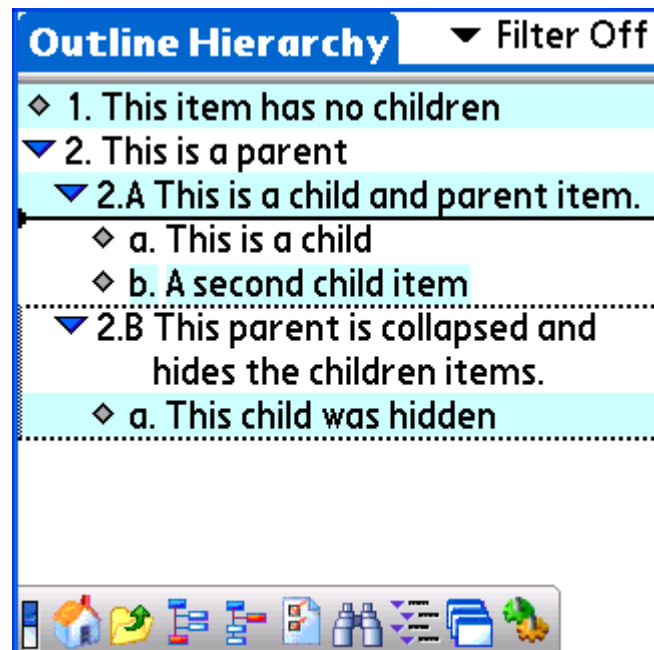 Outline Hierarchy Filter Off
1. This item has no children
2. This is a parent
2.A This is a child and parent item.
a. This is a child
b. A second child item
2.B This parent is collapsed and
hides the children items.
a. This child was hidden